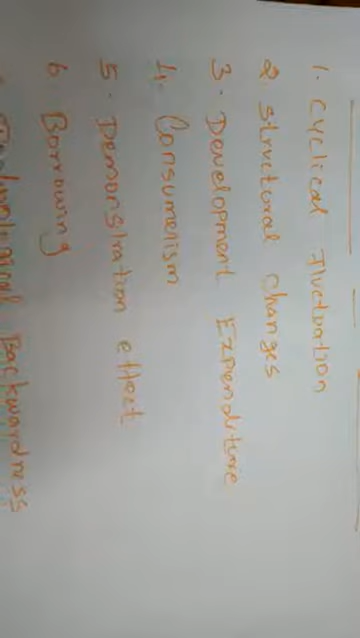 1. Cyclical fluctuation
2. Structural changes
3. Development Expenditure
4. Consumerism
5. Demonstration effect
6. Borrowing
Backwardness